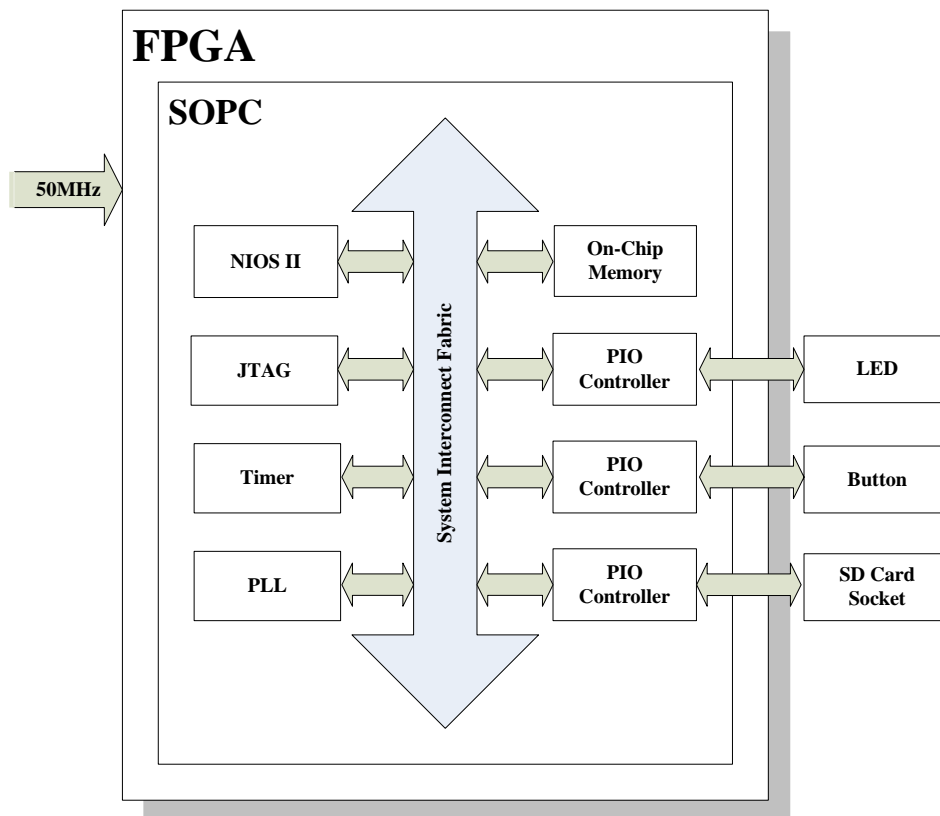 FPGA
SOPC
50MHz
NIOS II
On-Chip
Memory
JTAG
PIO
Controller
LED
System Interconnect Fabric
Timer
PIO
Controller
Button
PLL
PIO
Controller
SD Card
Socket